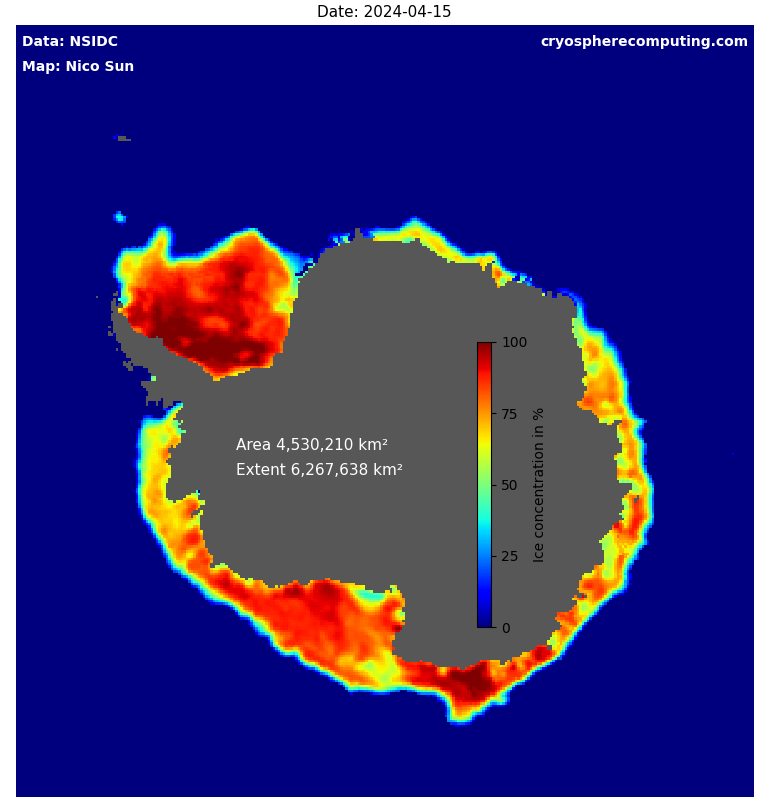 Date: 2024-04-15
Data: NSIDC
cryospherecomputing.com
Map: Nico Sun
100
75
50
25
0
Ice concentration in %
Area 4,530,210 km²
Extent 6,267,638 km²